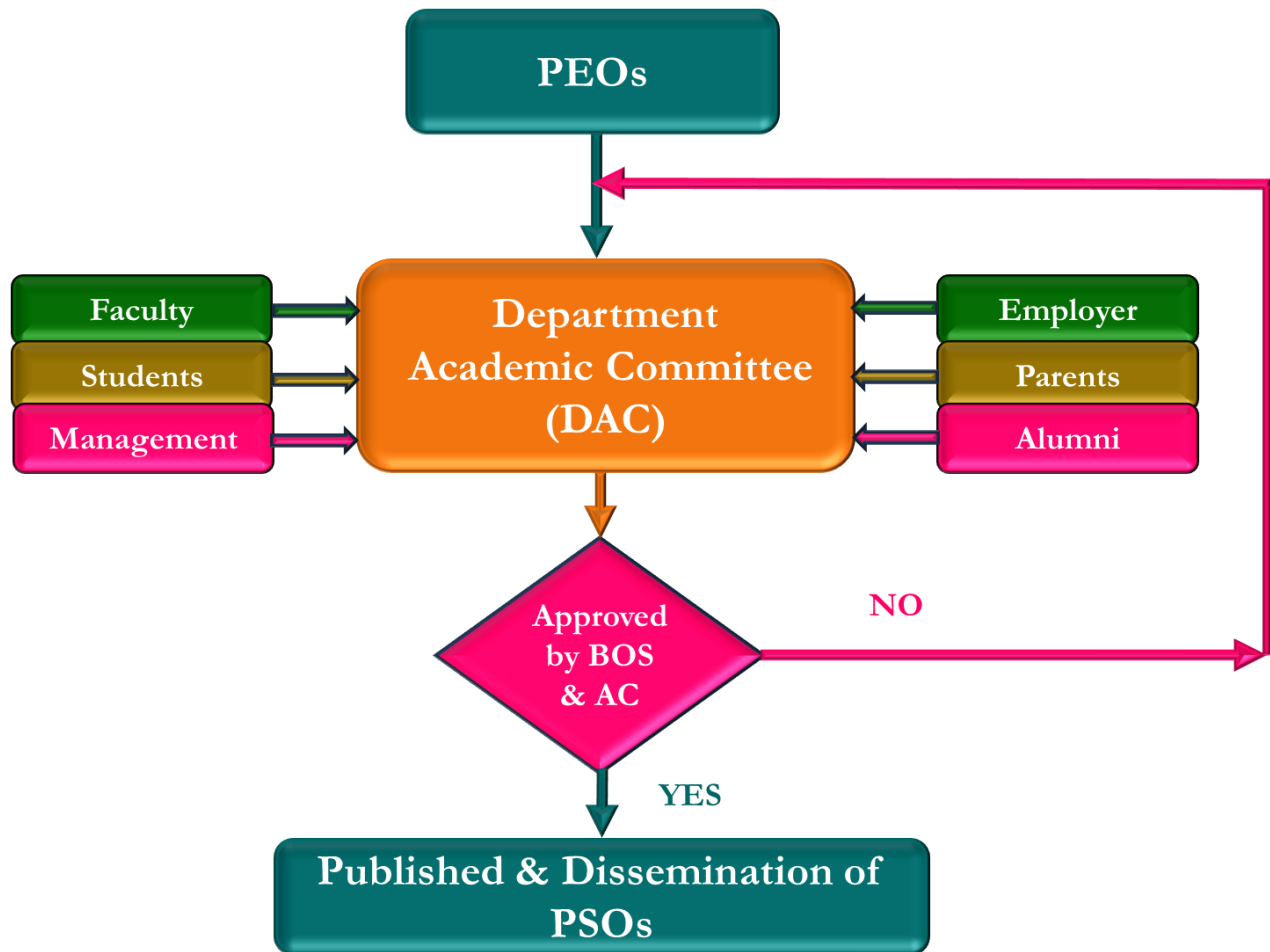 PEOs
Faculty
Students
Management
Department
Academic Committee
(DAC)
Employer
Parents
Alumni
Approved
by BOS
& AC
NO
YES
Published & Dissemination of
PSOs